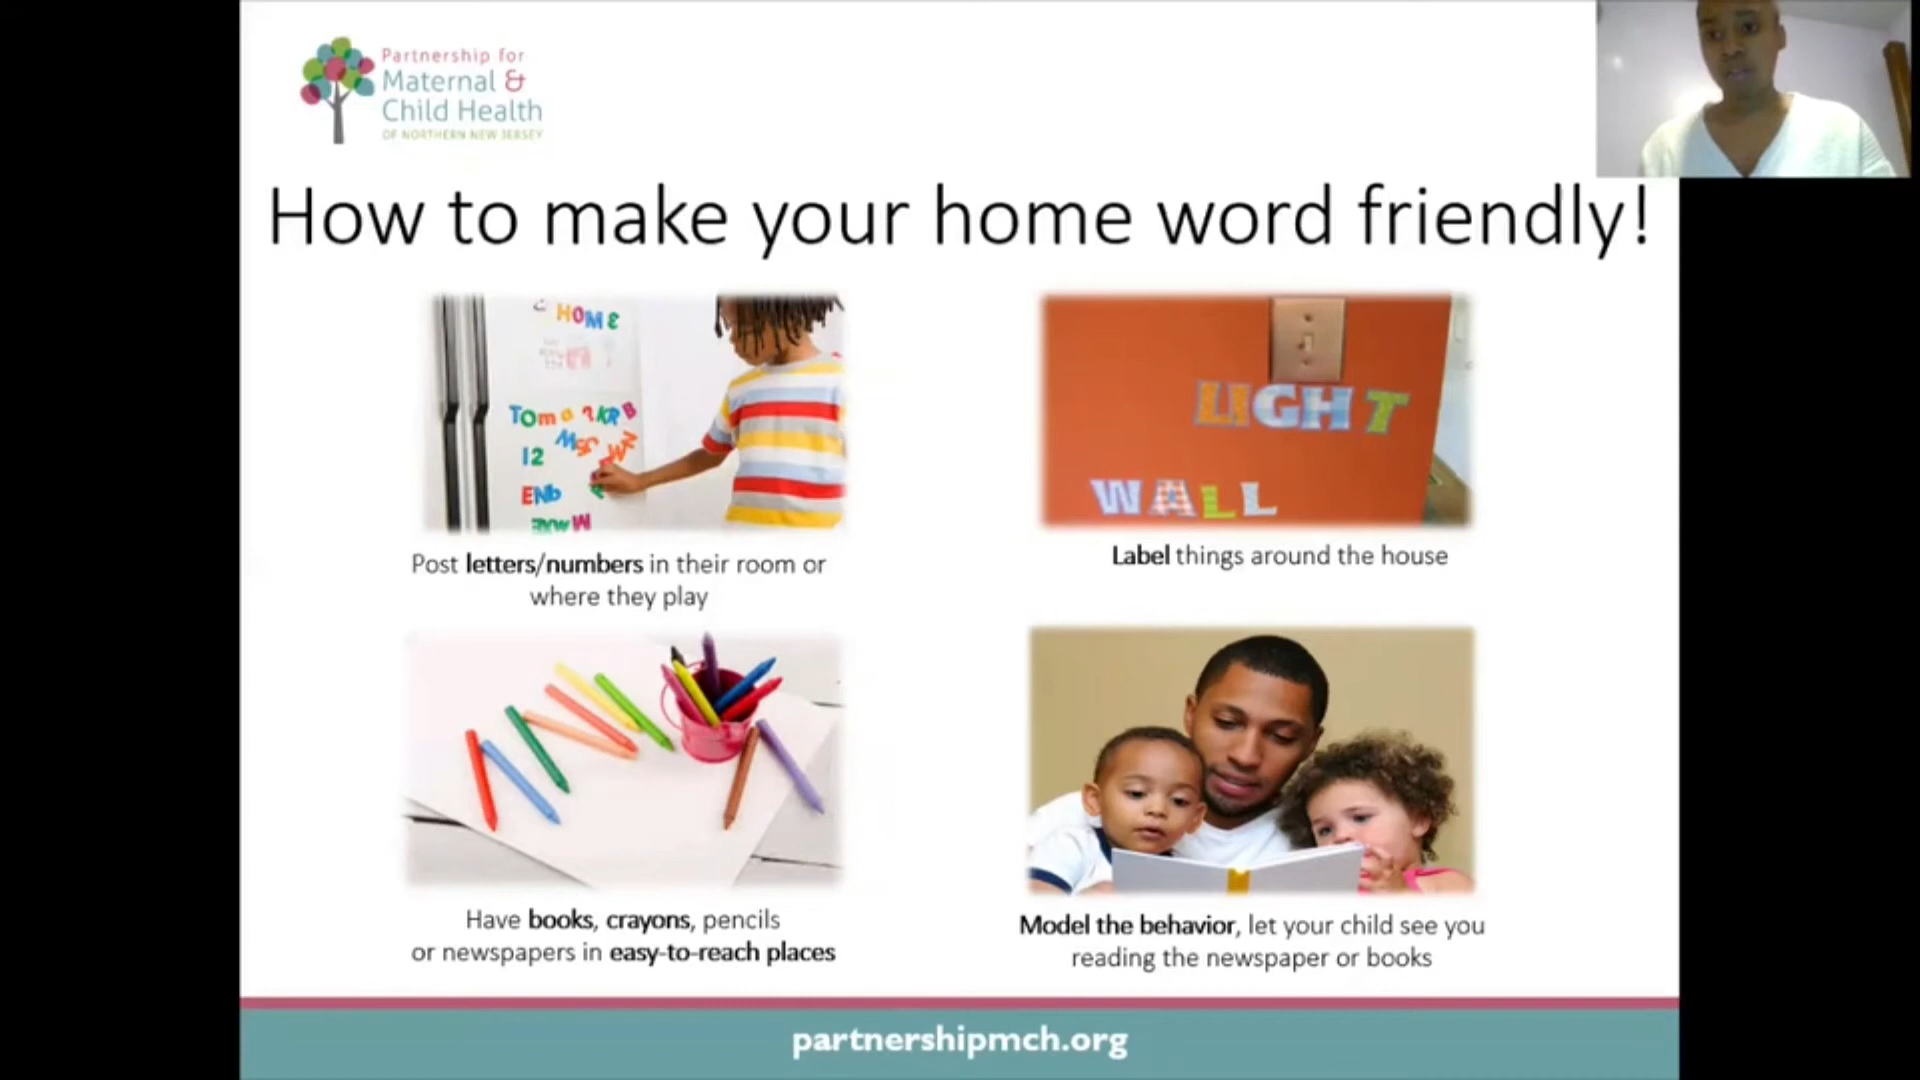 Partnership for
Maternal &
Child Health
OF NORTHERN NEW JERSEY
How to make your home word friendly!
HOME
12
LIGHT
WALL
Post letters/numbers in their room or
where they play
Label things around the house
Have books, crayons, pencils
or newspapers in easy-to-reach places
Model the behavior, let your child see you
reading the newspaper or books
partnershipmch.org